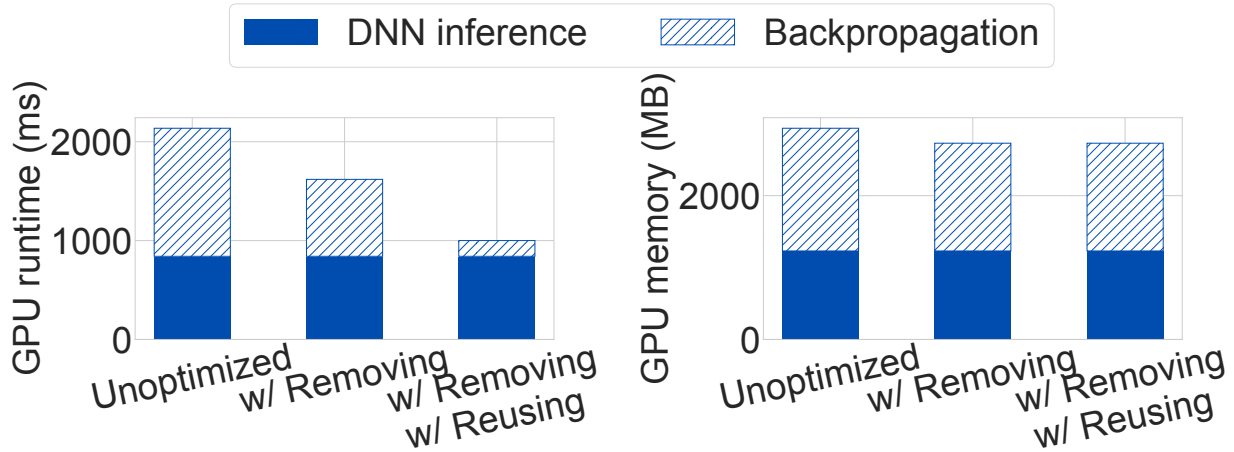 DNN inference
Backpropagation
GPU runtime (ms)
2000
1000
0
Unoptimized
w/ Removing
w/ Removing
w/ Reusing
GPU memory (MB)
2000
0
Unoptimized
w/ Removing
w/ Removing
w/ Reusing